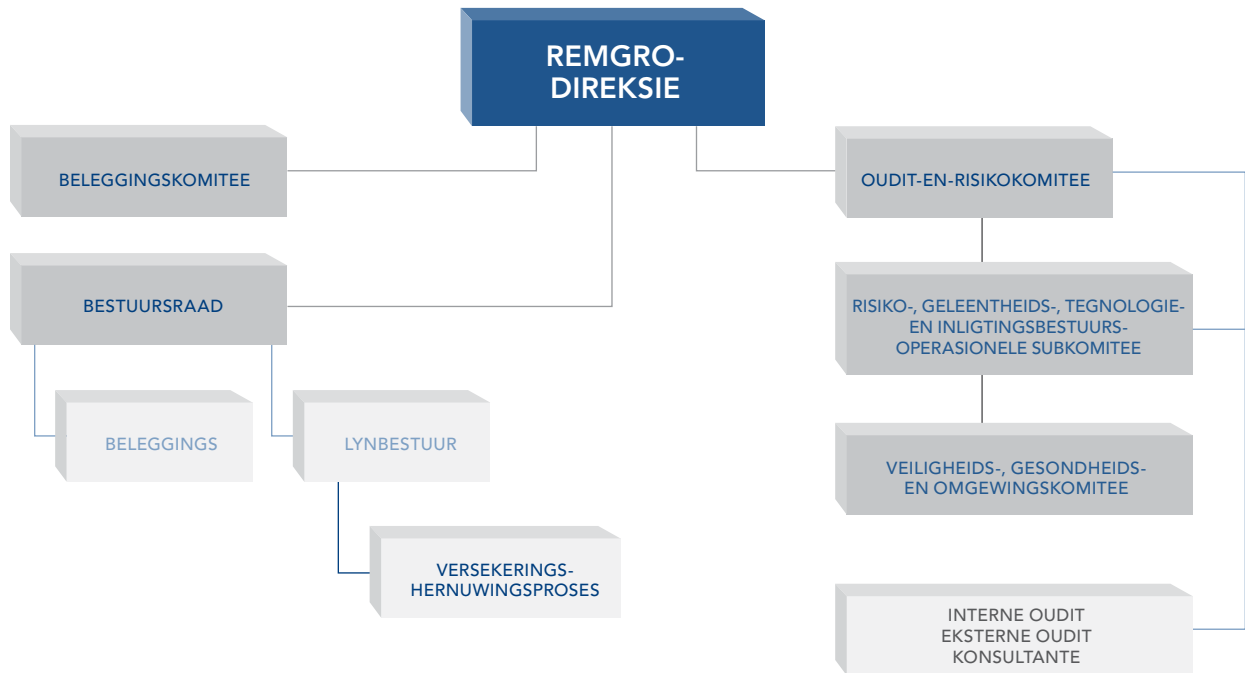 REMGRO-
DIREKSIE
BELEGGINGSKOMITEE
OUDIT-EN-RISIKOKOMITEE
BESTUURSRAAD
RISIKO-, GELEENTHEIDS-, TEGNOLOGIE-
EN INLIGTINGSBESTUURS-
OPERASIONELE SUBKOMITEE
BELEGGINGS
LYNBESTUUR
VEILIGHEIDS-, GESONDHEIDS-
EN OMGEWINGSKOMITEE
VERSEKERINGS-
HERNUWINGSPROSES
INTERNE OUDIT
EKSTERNE OUDIT
KONSULTANTE